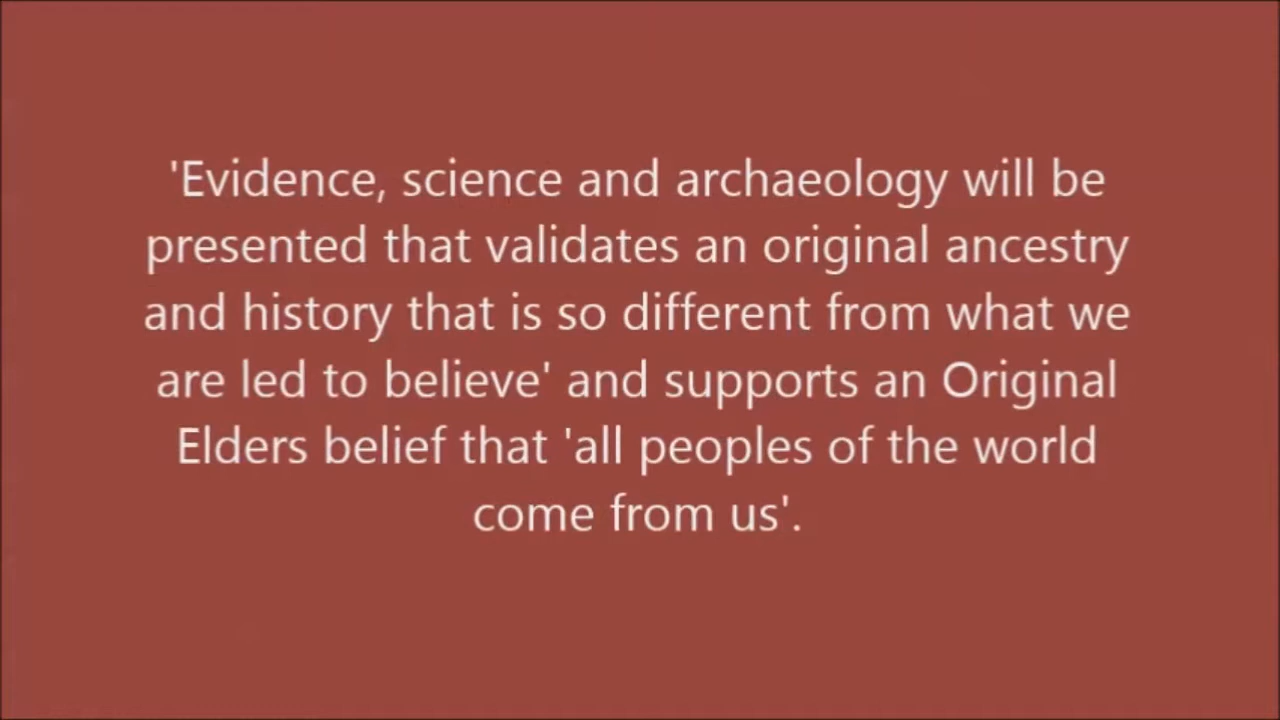 'Evidence, science and archaeology will be
presented that validates an original ancestry
and history that is so different from what we
are led to believe' and supports an Original
Elders belief that 'all peoples of the world
come from us'.